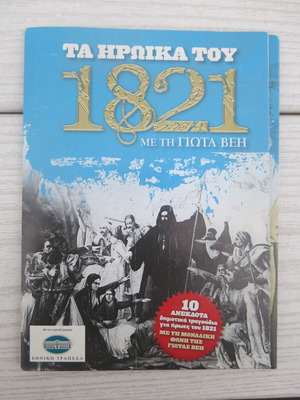 ΤΑ ΗΡΩΙΚΑ ΤΟΥ
1821
ΜΕ ΤΗ ΓΙΩΤΑ ΒΕΗ
10
ΑΝΕΚΔΟΤΑ
δημοτικά τραγούδια
για ήρωες του 1821
ΜΕ ΤΗ ΜΟΝΑΔΙΚΗ
ΦΩΝΗ ΤΗΣ
ΓΙΩΤΑΣ ΒΕΗ
ΕΘΝΙΚΗ ΤΡΑΠΕΖΑ